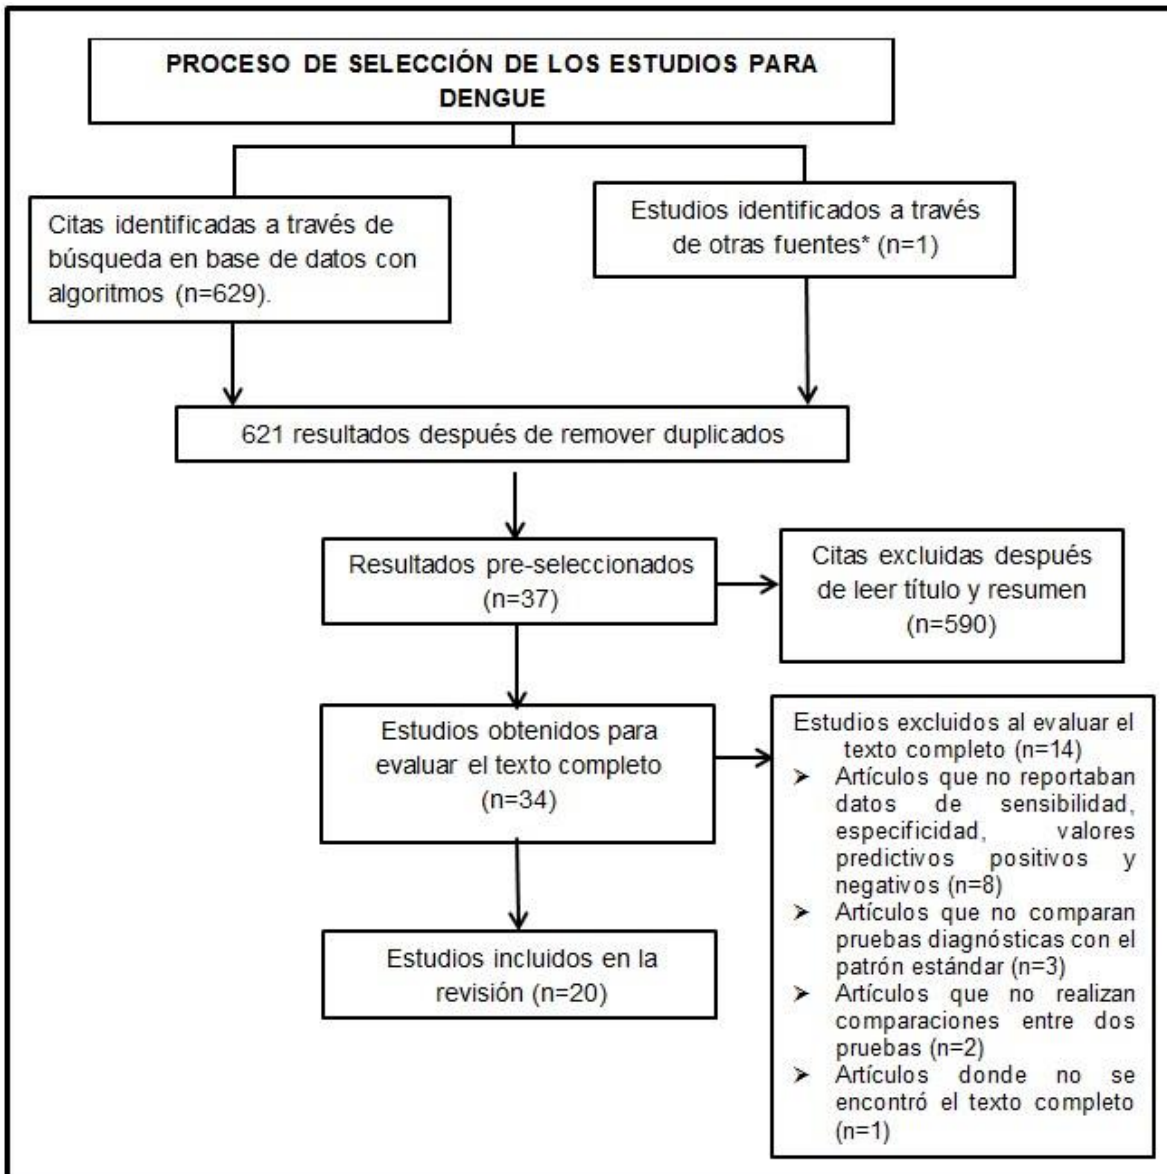 PROCESO DE SELECCIÓN DE LOS ESTUDIOS PARA
DENGUE
Citas identificadas a través de
búsqueda en base de datos con
algoritmos (n=629).
Estudios identificados a través
de otras fuentes* (n=1)
621 resultados después de remover duplicados
Resultados pre-seleccionados
(n=37)
Citas excluidas después
de leer título y resumen
(n=590)
Estudios obtenidos para
evaluar el texto completo
(n=34)
Estudios excluidos al evaluar el
texto completo (n=14)
➤ Artículos que no reportaban
datos de sensibilidad,
especificidad, valores
predictivos positivos y
negativos (n=8)
➤ Artículos que no comparan
pruebas diagnósticas con el
patrón estándar (n=3)
➤ Artículos que no realizan
comparaciones entre dos
pruebas (n=2)
➤ Artículos donde no se
encontró el texto completo
(n=1)
Estudios incluidos en la
revisión (n=20)